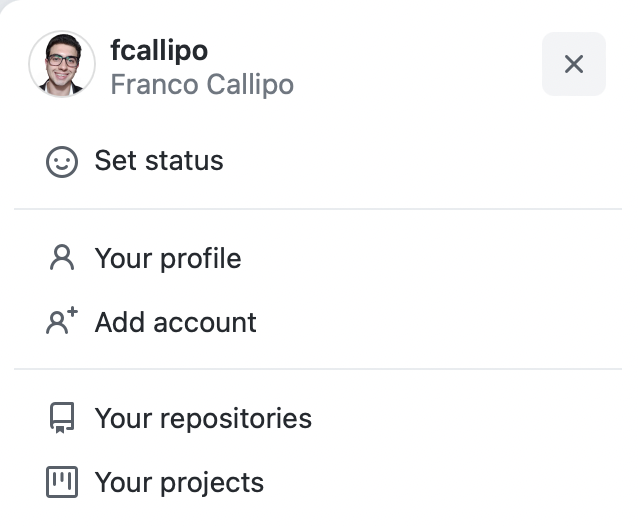 fcallipo
Franco Callipo
Set status
Your profile
Add account
Your repositories
Your projects